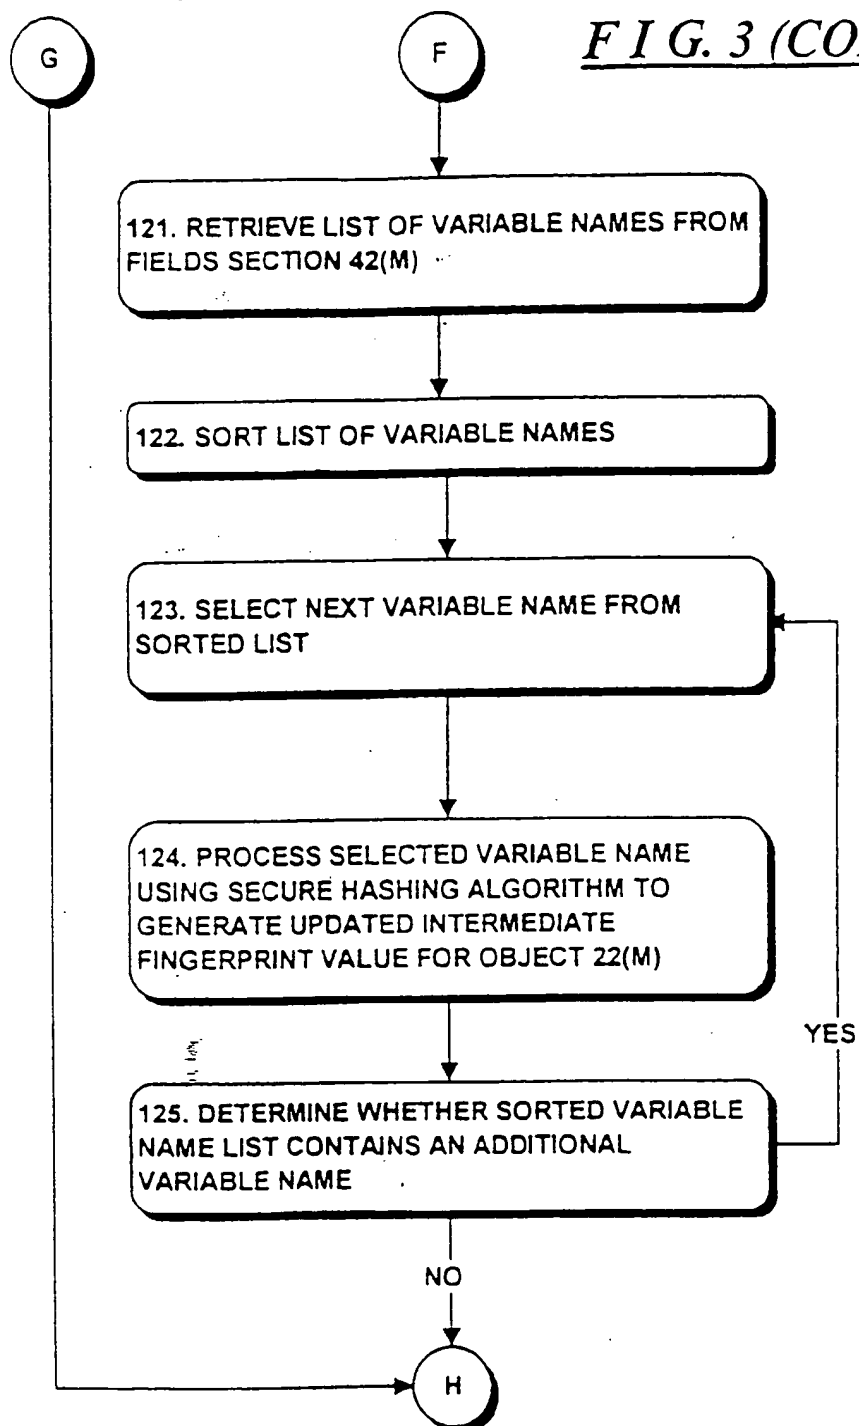 F I G. 3 (CO
G
F
121. RETRIEVE LIST OF VARIABLE NAMES FROM
FIELDS SECTION 42(M)
122. SORT LIST OF VARIABLE NAMES
123. SELECT NEXT VARIABLE NAME FROM
SORTED LIST
124. PROCESS SELECTED VARIABLE NAME
USING SECURE HASHING ALGORITHM TO
GENERATE UPDATED INTERMEDIATE
FINGERPRINT VALUE FOR OBJECT 22(M)
YES
125. DETERMINE WHETHER SORTED VARIABLE
NAME LIST CONTAINS AN ADDITIONAL
VARIABLE NAME
NO
H